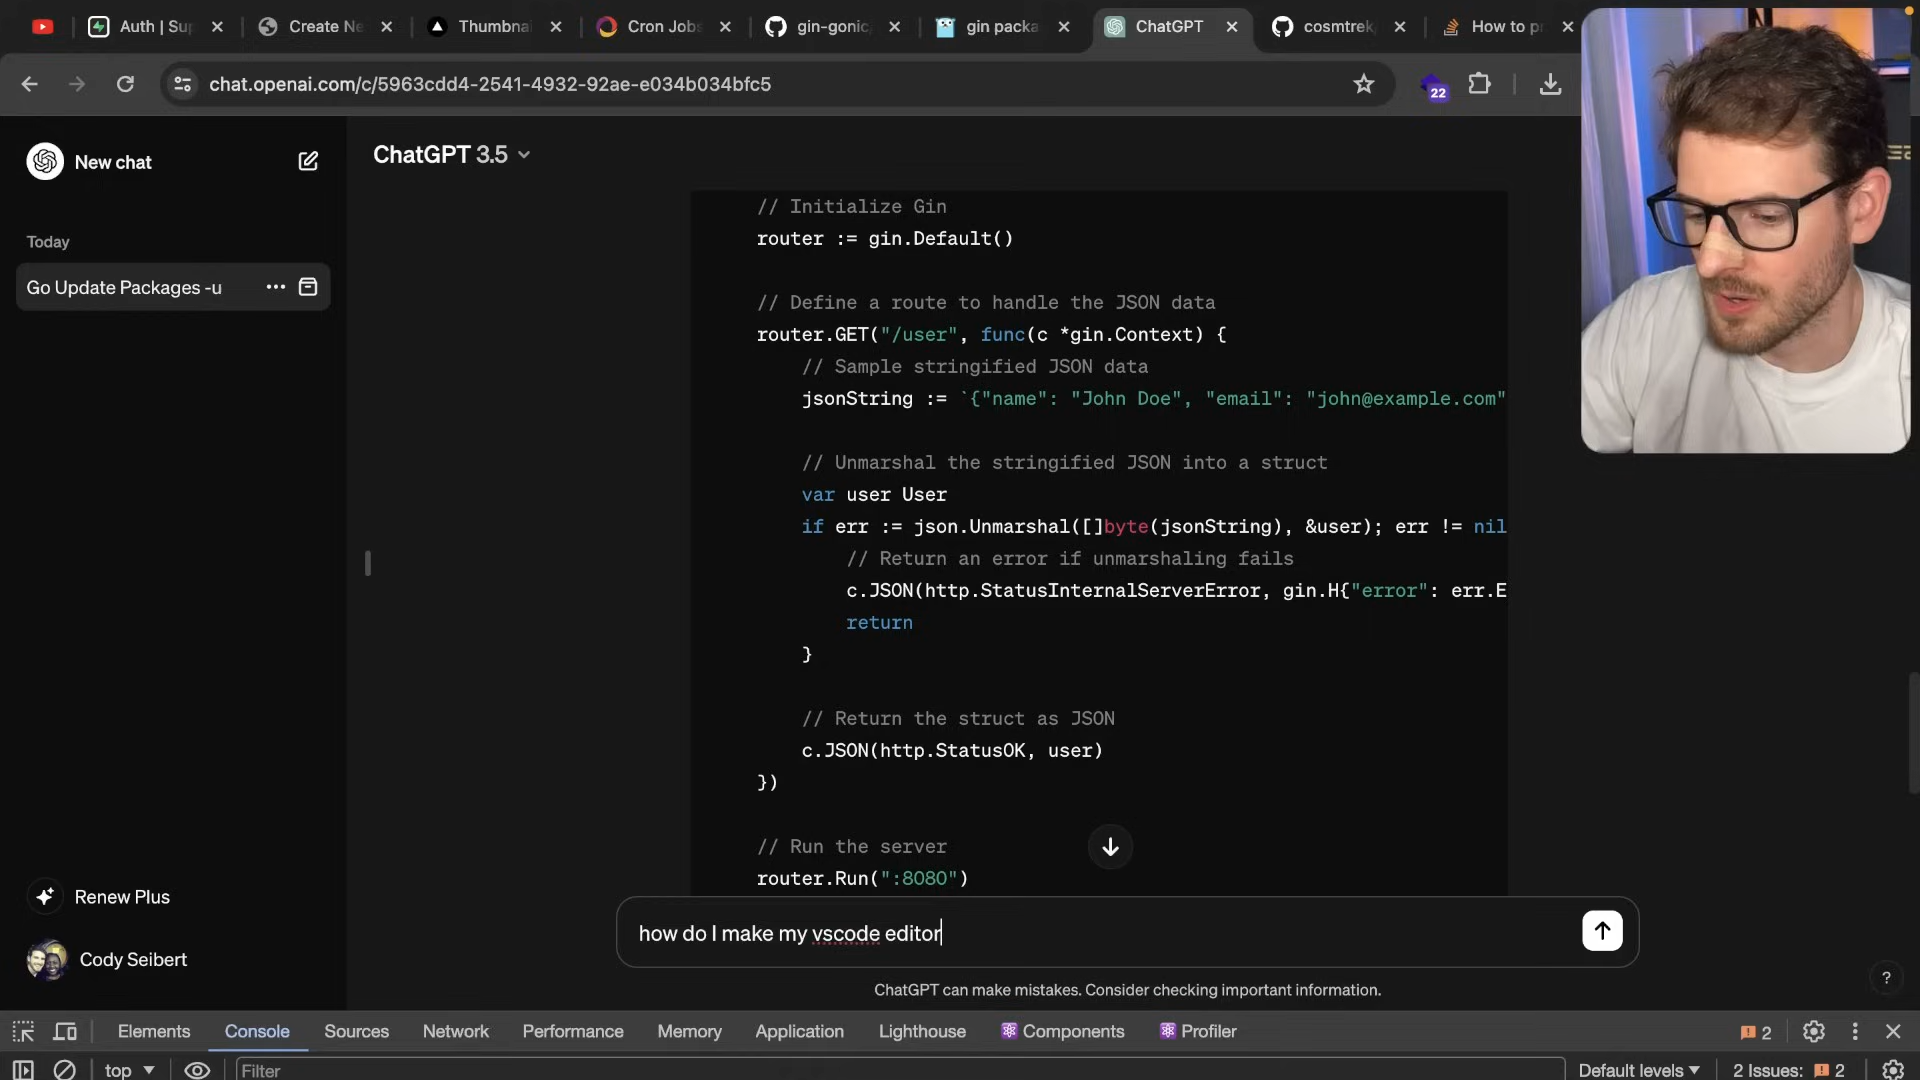 Auth | Sup
Create Ne
Thumbnai
Cron Jobs
gin-gonic
gin packa
ChatGPT
cosmtrek
How to pr
chat.openai.com/c/5963cdd4-2541-4932-92ae-e034b034bfc5
22
New chat
ChatGPT 3.5
Today
Go Update Packages -u
// Initialize Gin
router := gin.Default()
// Define a route to handle the JSON data
router.GET("/user", func(c *gin.Context) {
// Sample stringified JSON data
jsonString := `{"name": "John Doe", "email": "john@example.com"
// Unmarshal the stringified JSON into a struct
var user User
if err := json.Unmarshal([]byte(jsonString), &user); err != nil
// Return an error if unmarshaling fails
c.JSON(http.StatusInternalServerError, gin.H{"error": err.E
return
}
// Return the struct as JSON
c.JSON(http.StatusOK, user)
})
// Run the server
router.Run(":8080")
Renew Plus
Cody Seibert
how do I make my vscode editor
ChatGPT can make mistakes. Consider checking important information.
?
Elements Console Sources Network Performance Memory Application Lighthouse Components Profiler 2
top Filter Default levels 2 Issues: 2